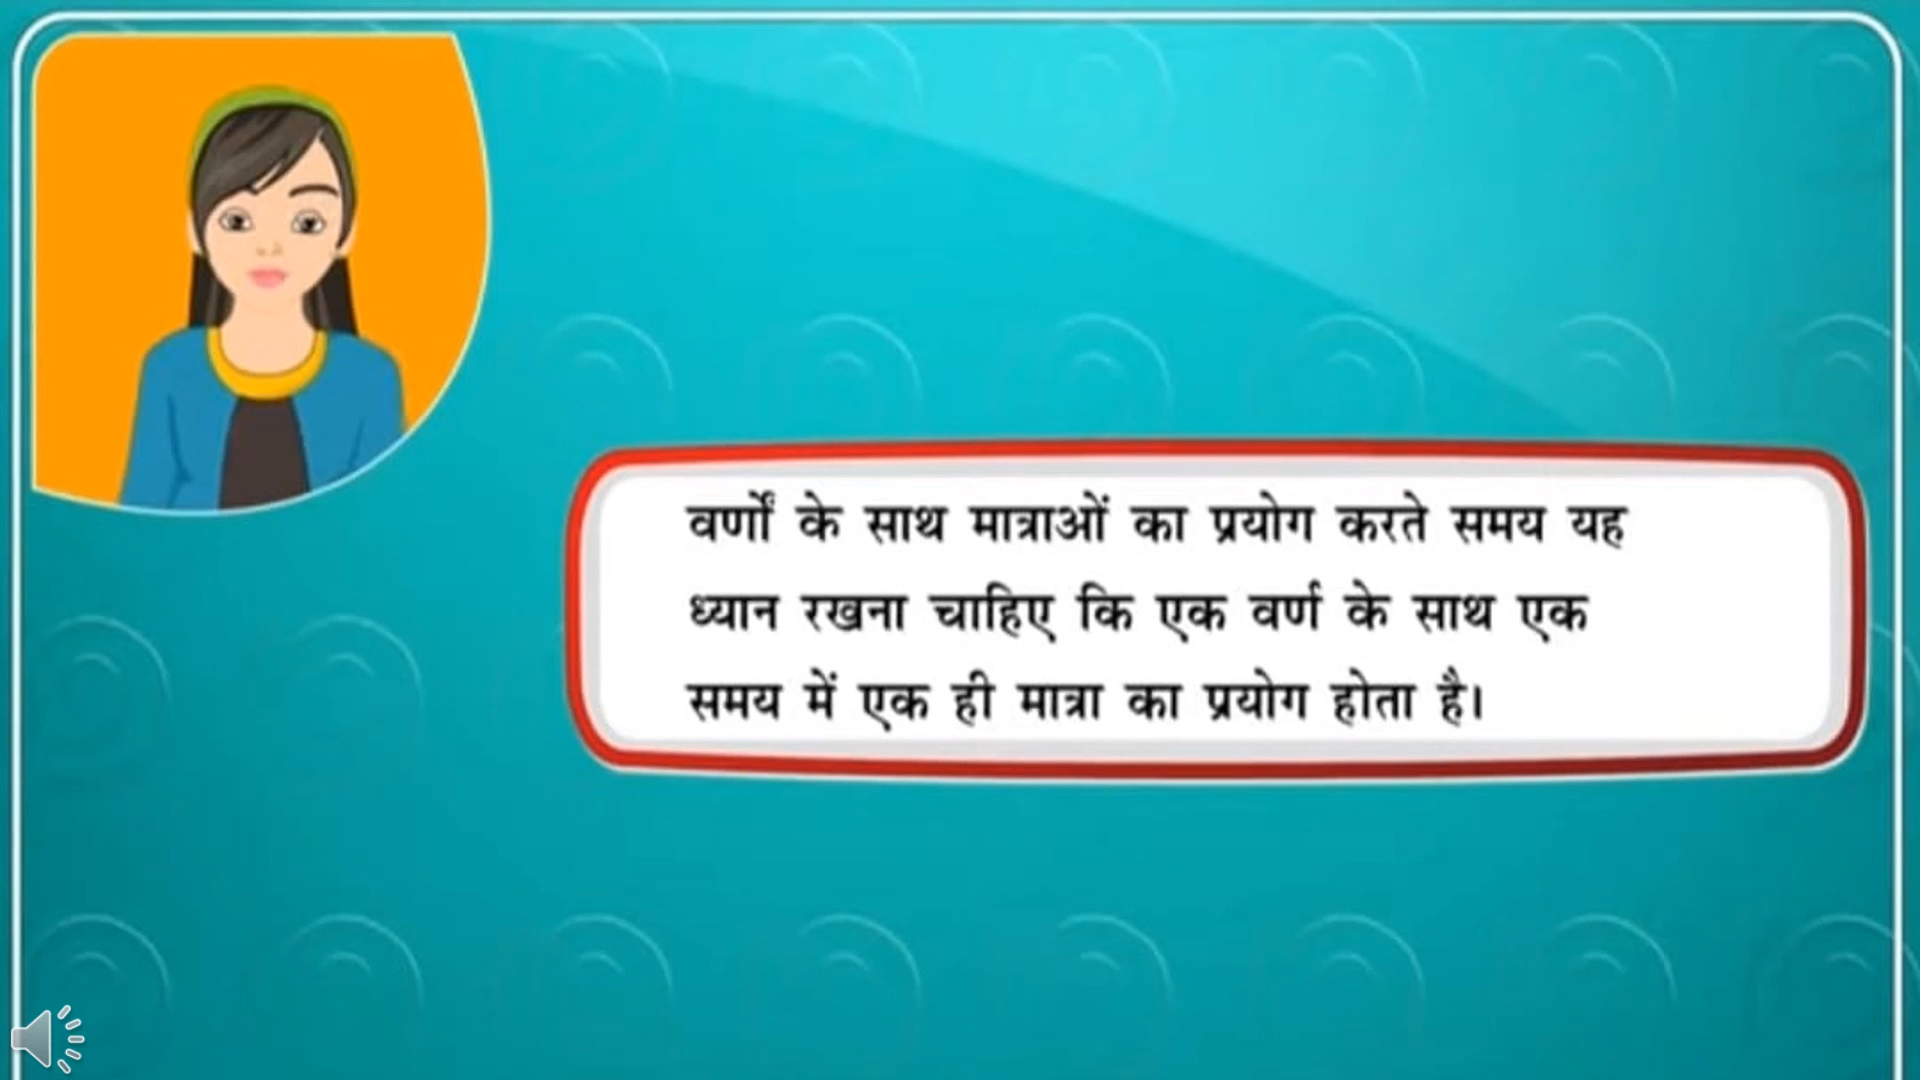 वर्णों के साथ मात्राओं का प्रयोग करते समय यह
ध्यान रखना चाहिए कि एक वर्ण के साथ एक
समय में एक ही मात्रा का प्रयोग होता है।